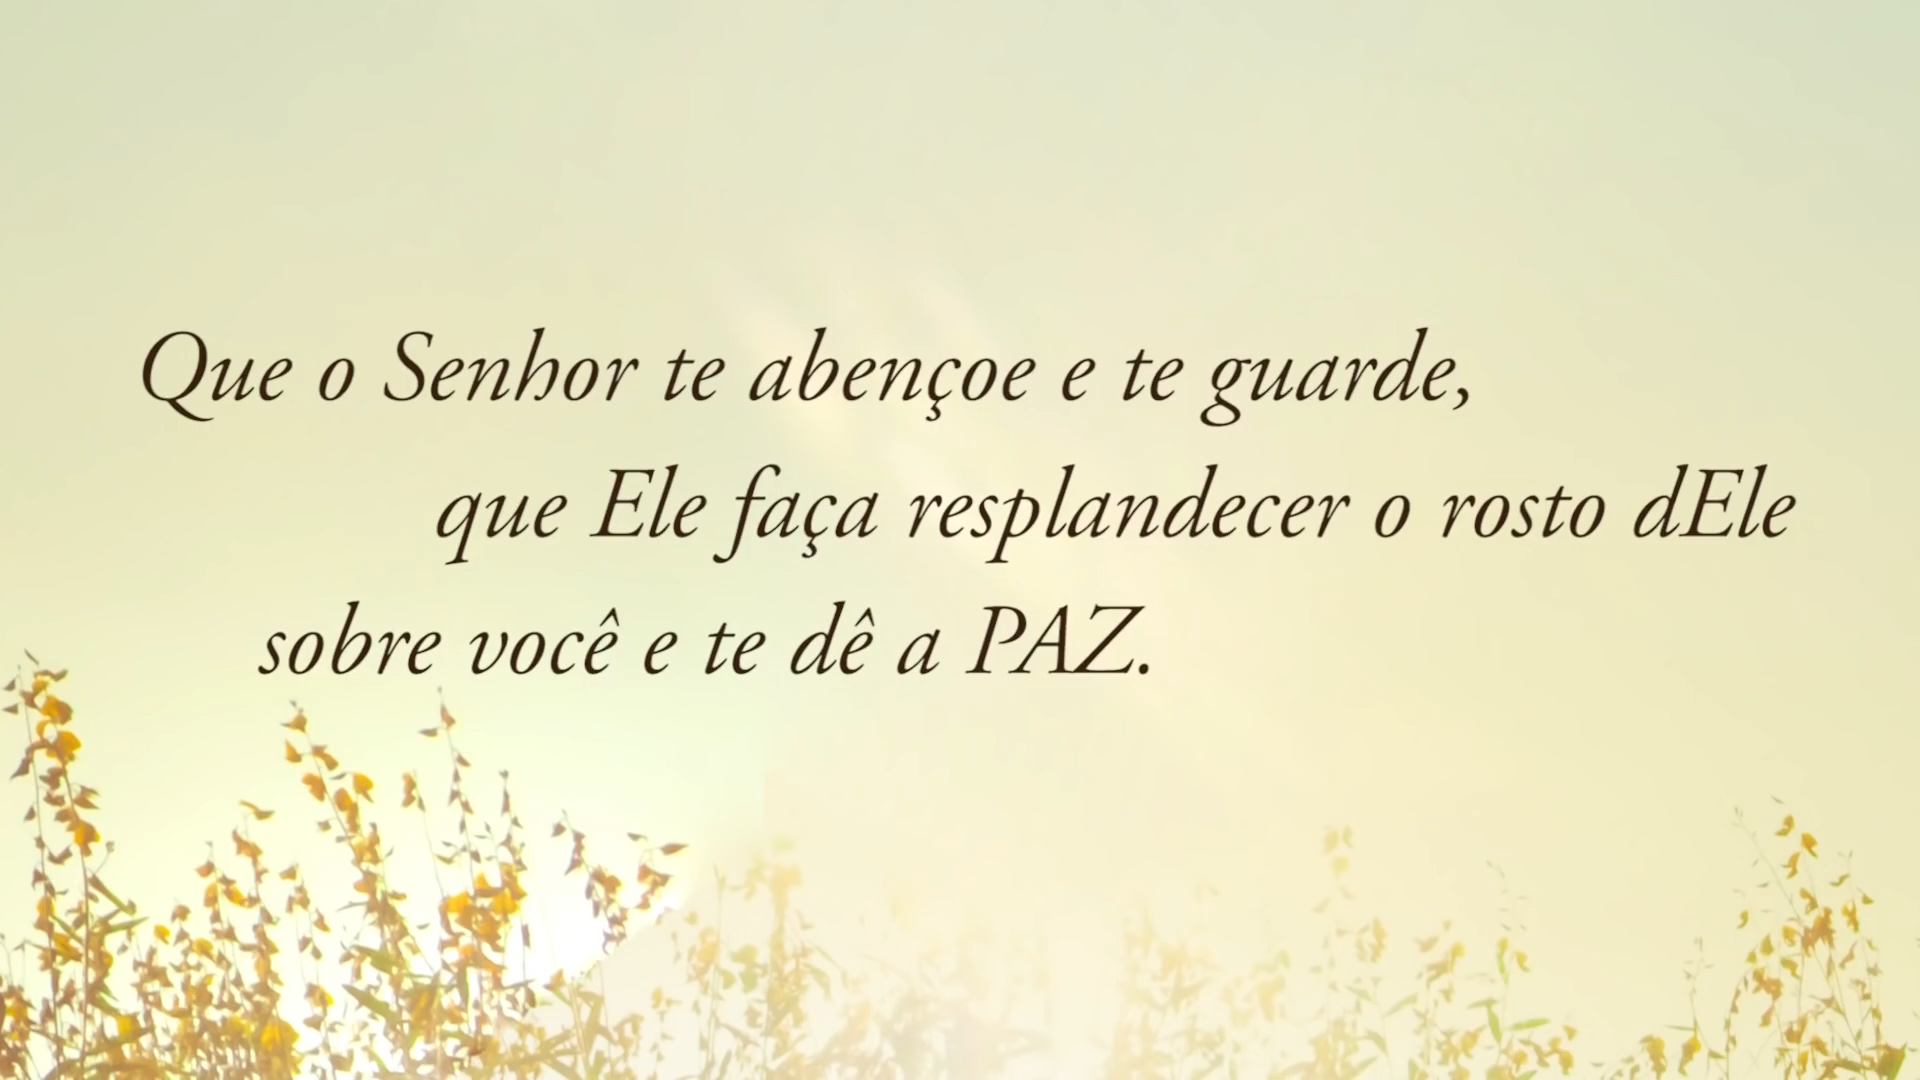 Que o Senhor te abençoe e te guarde,
que Ele faça resplandecer o rosto dEle
sobre você e te dê a PAZ.